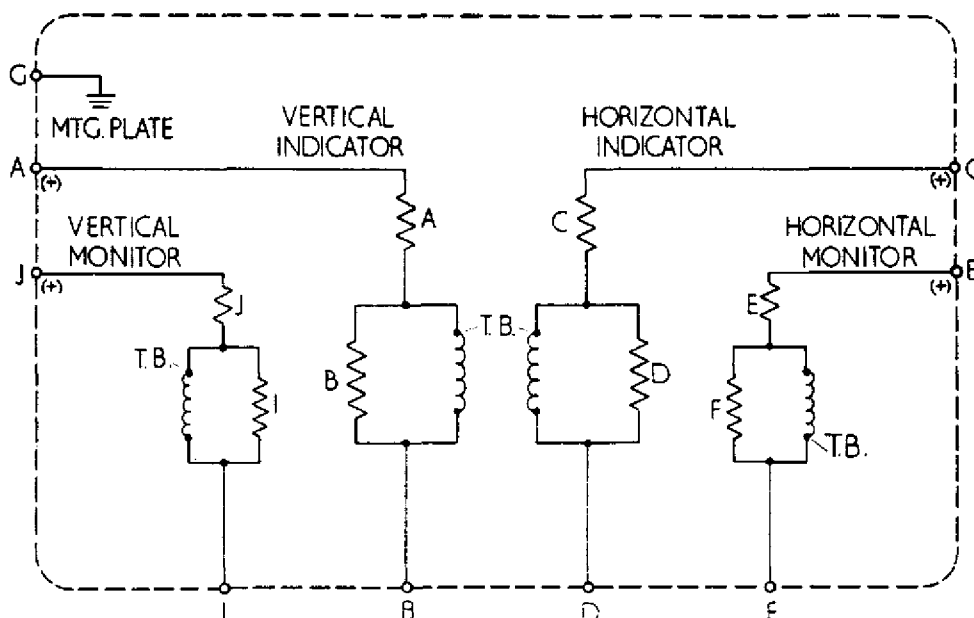 G
MTG. PLATE
VERTICAL
INDICATOR
HORIZONTAL
INDICATOR
A
(+)
(+)
A
C
VERTICAL
MONITOR
HORIZONTAL
MONITOR
J
(+)
(+)
J
E
T.B.
T.B.
B
D
I
F
T.B.
B
D